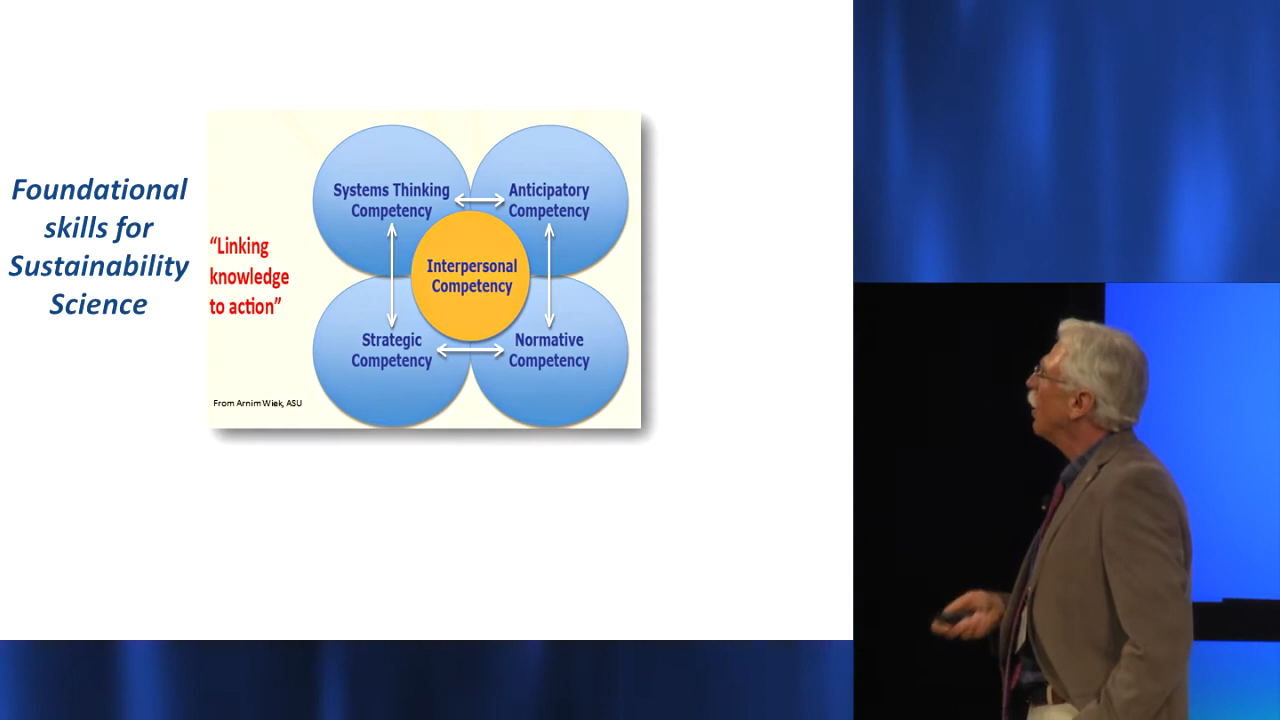 Foundational
skills for
Sustainability
Science
“Linking
knowledge
to action”
Systems Thinking
Competency
Anticipatory
Competency
Interpersonal
Competency
Strategic
Competency
Normative
Competency
From Arnim Wiek, ASU